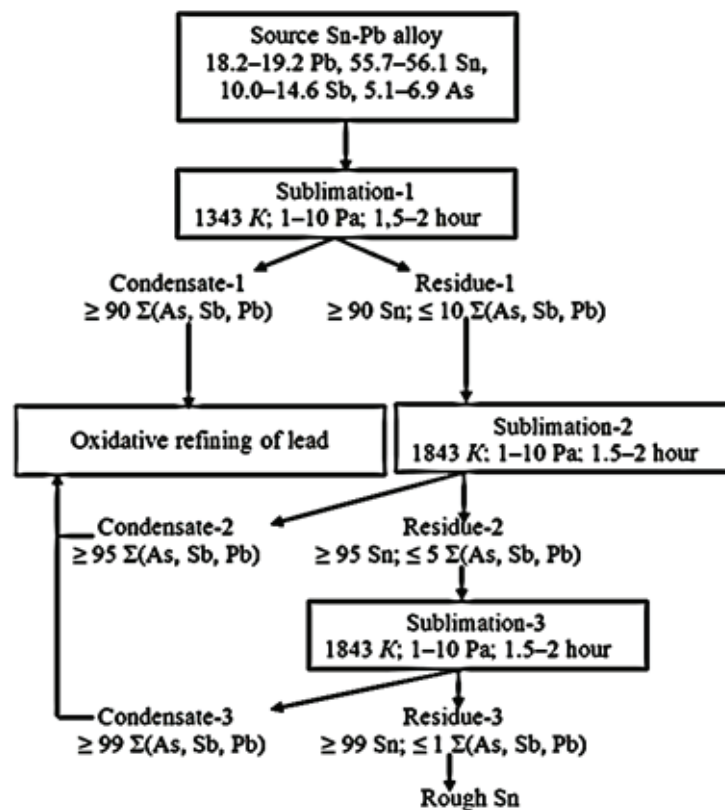 Source Sn-Pb alloy
18.2–19.2 Pb, 55.7–56.1 Sn,
10.0–14.6 Sb, 5.1–6.9 As
Sublimation-1
1343 K; 1–10 Pa; 1,5–2 hour
Condensate-1
≥ 90 Σ(As, Sb, Pb)
Residue-1
≥ 90 Sn; ≤ 10 Σ(As, Sb, Pb)
Oxidative refining of lead
Sublimation-2
1843 K; 1–10 Pa; 1.5–2 hour
Condensate-2
≥ 95 Σ(As, Sb, Pb)
Residue-2
≥ 95 Sn; ≤ 5 Σ(As, Sb, Pb)
Sublimation-3
1843 K; 1–10 Pa; 1.5–2 hour
Condensate-3
≥ 99 Σ(As, Sb, Pb)
Residue-3
≥ 99 Sn; ≤ 1 Σ(As, Sb, Pb)
Rough Sn